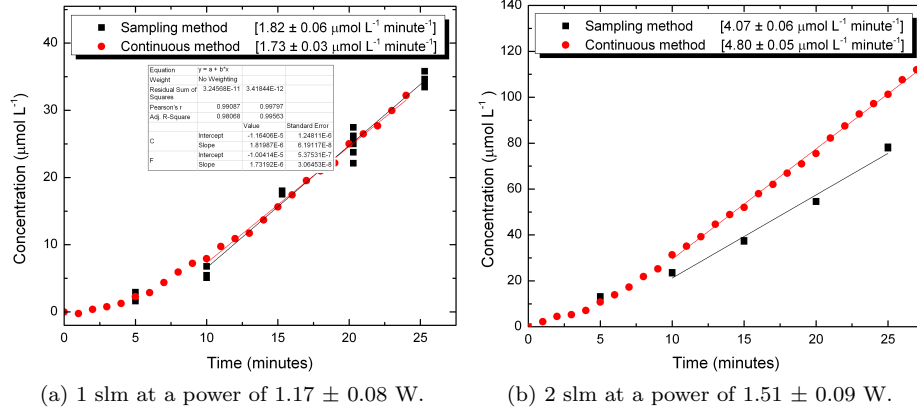 Sampling method [1.82 ± 0.06 μmol L⁻¹ minute⁻¹]
Continuous method [1.73 ± 0.03 μmol L⁻¹ minute⁻¹]
Equation y = a + b*x
Weight No Weighting
Residual Sum of Squares 3.24568E-11 3.41844E-12
Pearson's r 0.99087 0.99797
Adj. R-Square 0.98068 0.99563
Value Standard Error
C Intercept -1.16406E-5 1.24811E-6
Slope 1.81987E-6 6.19117E-8
F Intercept -1.00414E-5 5.37531E-7
Slope 1.73192E-6 3.06453E-8
Concentration (μmol L⁻¹)
40
30
20
10
0
0 5 10 15 20 25
Time (minutes)
(a) 1 slm at a power of 1.17 ± 0.08 W.
Sampling method [4.07 ± 0.06 μmol L⁻¹ minute⁻¹]
Continuous method [4.80 ± 0.05 μmol L⁻¹ minute⁻¹]
Concentration (μmol L⁻¹)
140
120
100
80
60
40
20
0
0 5 10 15 20 25
Time (minutes)
(b) 2 slm at a power of 1.51 ± 0.09 W.